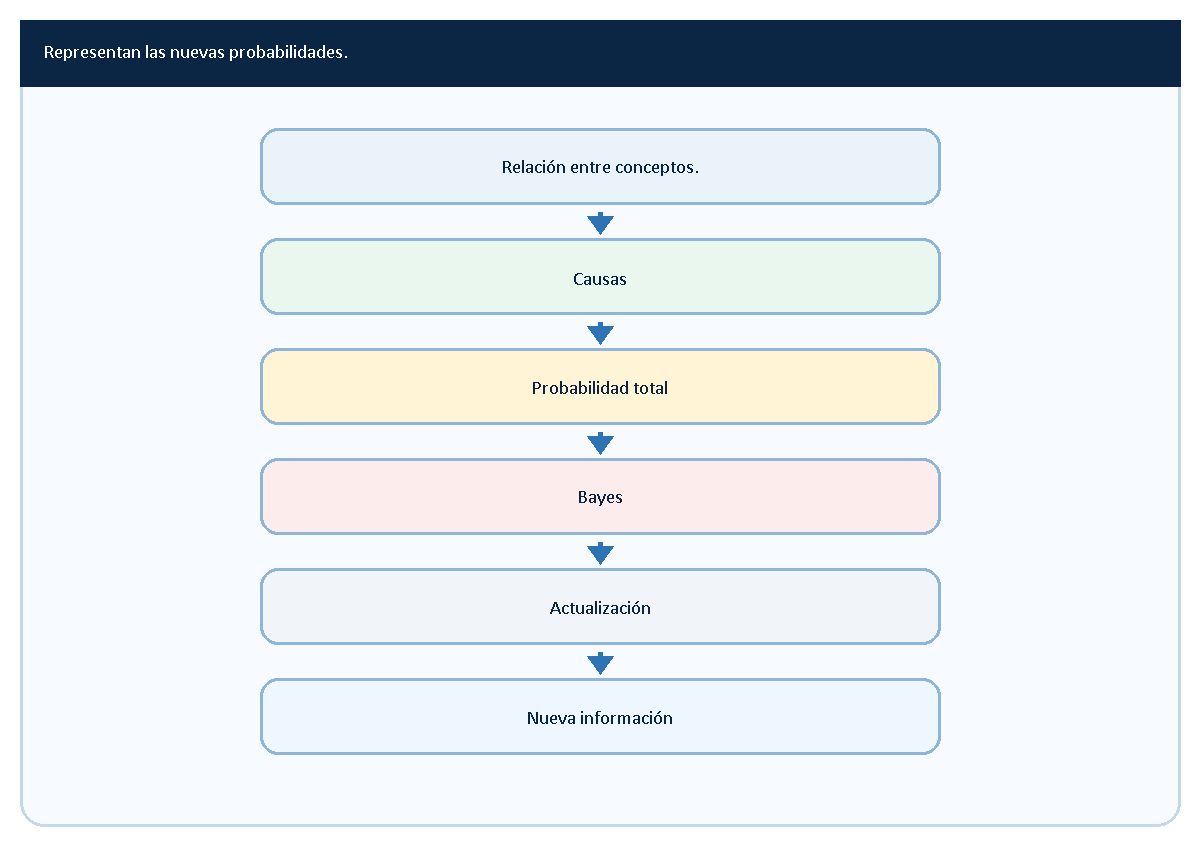 Representan las nuevas probabilidades.
Relación entre conceptos.
Causas
Probabilidad total
Bayes
Actualización
Nueva información